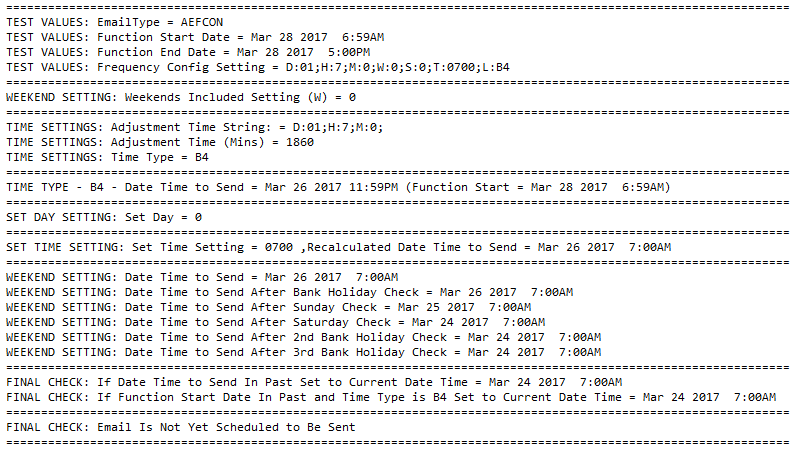 ================================================================================================================
TEST VALUES: EmailType = AEFCON
TEST VALUES: Function Start Date = Mar 28 2017  6:59AM
TEST VALUES: Function End Date = Mar 28 2017  5:00PM
TEST VALUES: Frequency Config Setting = D:01;H:7;M:0;W:0;S:0;T:0700;L:B4
================================================================================================================
WEEKEND SETTING: Weekends Included Setting (W) = 0
================================================================================================================
TIME SETTINGS: Adjustment Time String: = D:01;H:7;M:0;
TIME SETTINGS: Adjustment Time (Mins) = 1860
TIME SETTINGS: Time Type = B4
================================================================================================================
TIME TYPE - B4 - Date Time to Send = Mar 26 2017 11:59PM (Function Start = Mar 28 2017  6:59AM)
================================================================================================================
SET DAY SETTING: Set Day = 0
================================================================================================================
SET TIME SETTING: Set Time Setting = 0700 ,Recalculated Date Time to Send = Mar 26 2017  7:00AM
================================================================================================================
WEEKEND SETTING: Date Time to Send = Mar 26 2017  7:00AM
WEEKEND SETTING: Date Time to Send After Bank Holiday Check = Mar 26 2017  7:00AM
WEEKEND SETTING: Date Time to Send After Sunday Check = Mar 25 2017  7:00AM
WEEKEND SETTING: Date Time to Send After Saturday Check = Mar 24 2017  7:00AM
WEEKEND SETTING: Date Time to Send After 2nd Bank Holiday Check = Mar 24 2017  7:00AM
WEEKEND SETTING: Date Time to Send After 3rd Bank Holiday Check = Mar 24 2017  7:00AM
================================================================================================================
FINAL CHECK: If Date Time to Send In Past Set to Current Date Time = Mar 24 2017  7:00AM
FINAL CHECK: If Function Start Date In Past and Time Type is B4 Set to Current Date Time = Mar 24 2017  7:00AM
================================================================================================================
FINAL CHECK: Email Is Not Yet Scheduled to Be Sent
================================================================================================================